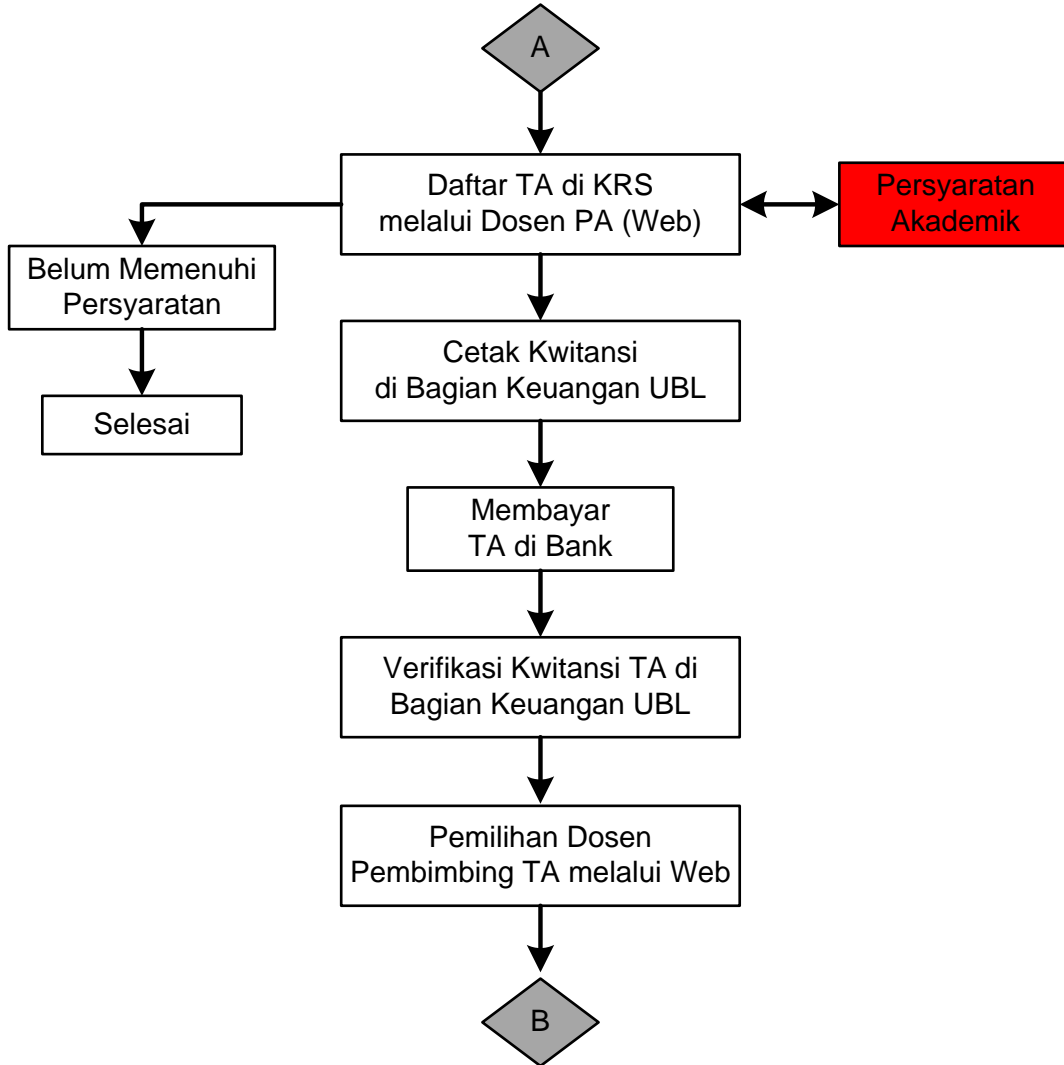 A
Daftar TA di KRS
melalui Dosen PA (Web)
Persyaratan
Akademik
Belum Memenuhi
Persyaratan
Selesai
Cetak Kwitansi
di Bagian Keuangan UBL
Membayar
TA di Bank
Verifikasi Kwitansi TA di
Bagian Keuangan UBL
Pemilihan Dosen
Pembimbing TA melalui Web
B